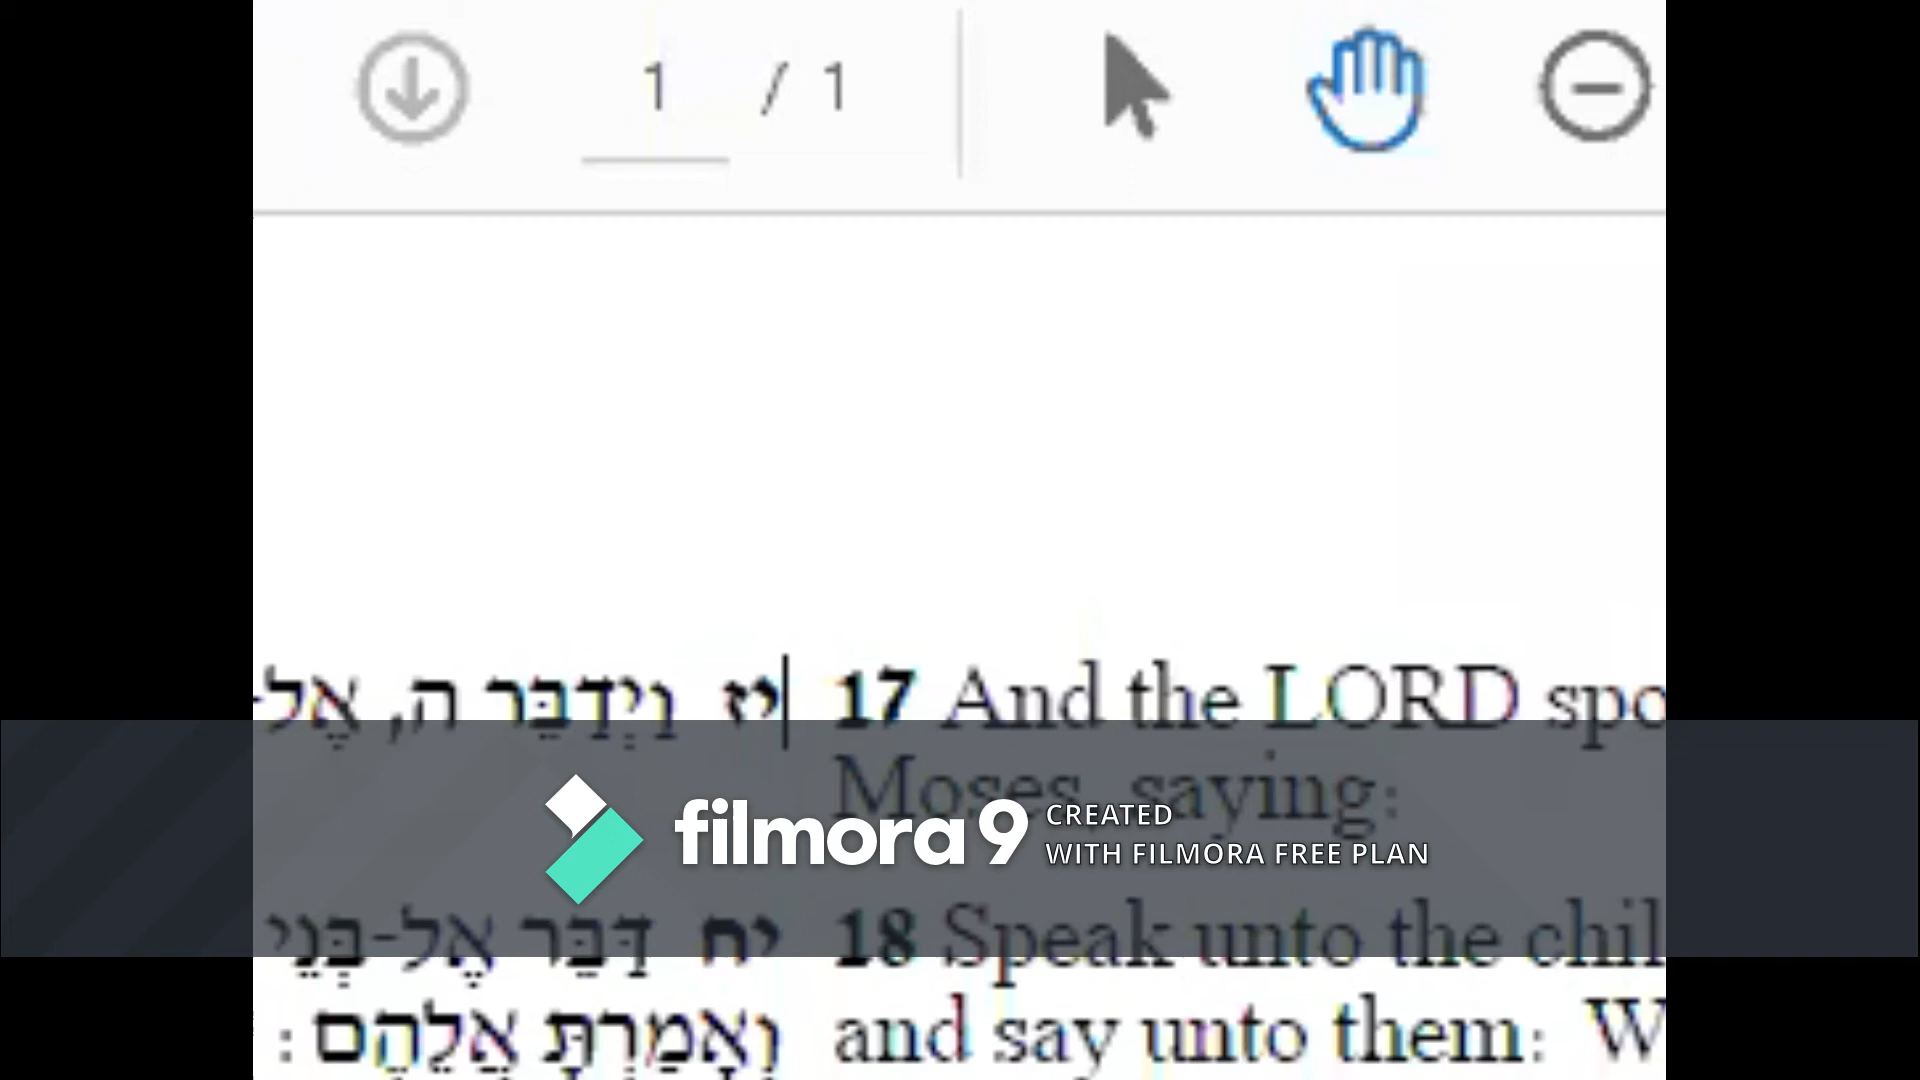 1 / 1
יז וַיְדַבֵּר ה, אֶל-
17 And the LORD spo
Moses, saying:
filmora9 CREATED
WITH FILMORA FREE PLAN
יח דַּבֵּר אֶל-בְּנֵי
18 Speak unto the chil
וְאָמַרְתָּ אֲלֵהֶם :
and say unto them: W